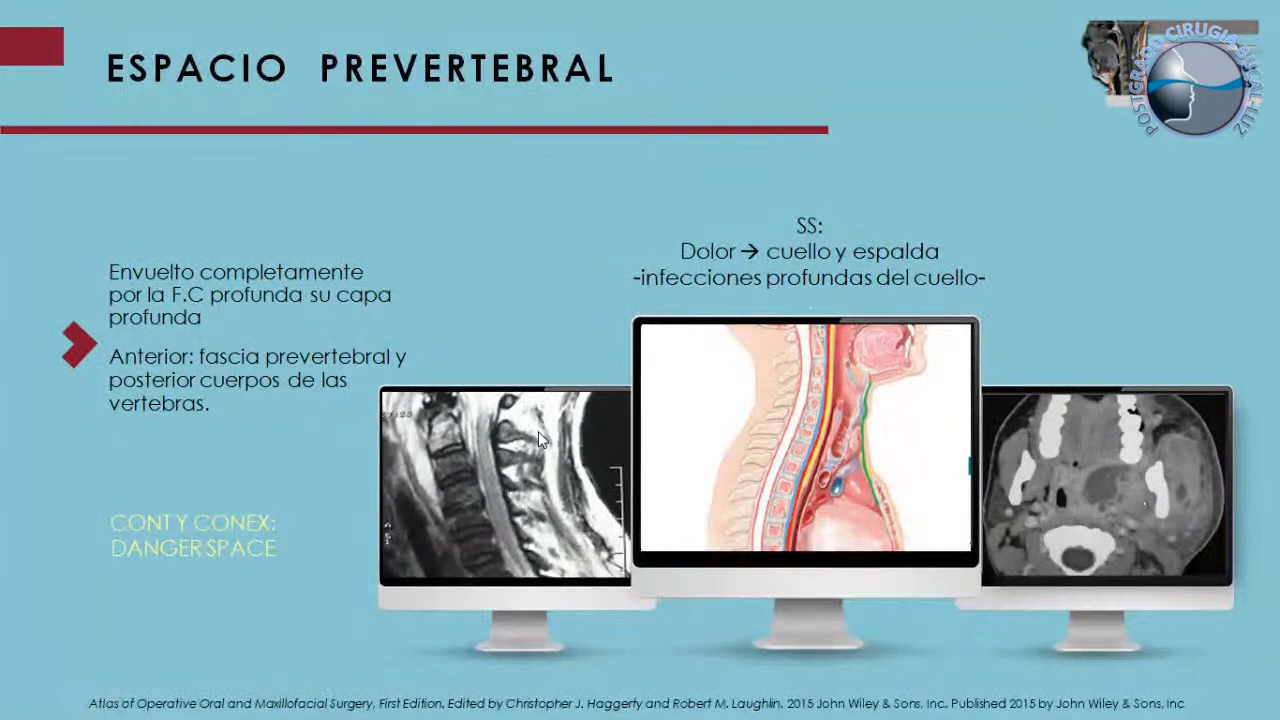 ESPACIO PREVERTEBRAL
POSTGRADO CIRUGIA BUCAL-LUZ
SS:
Dolor → cuello y espalda
-infecciones profundas del cuello-
Envuelto completamente
por la F.C profunda su capa
profunda
Anterior: fascia prevertebral y
posterior cuerpos de las
vertebras.
CONT Y CONEX:
DANGER SPACE
Atlas of Operative Oral and Maxillofacial Surgery, First Edition. Edited by Christopher J. Haggerty and Robert M. Laughlin. 2015 John Wiley & Sons, Inc. Published 2015 by John Wiley & Sons, Inc